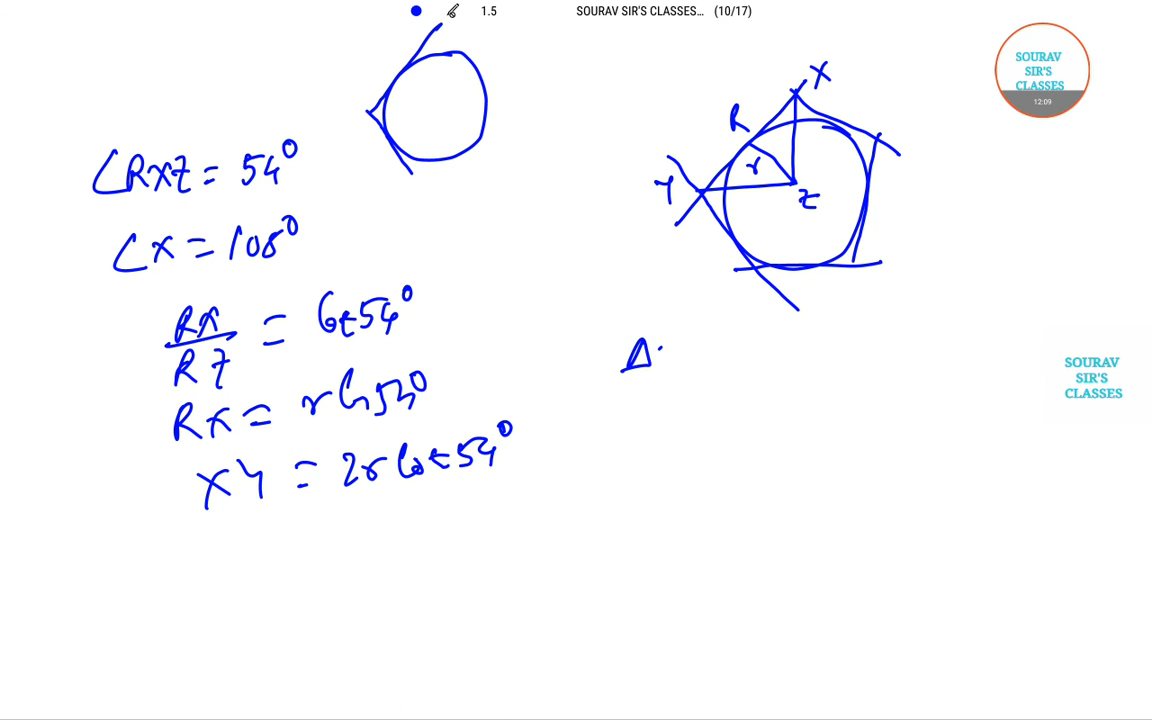 1.5 SOURAV SIR'S CLASSES... (10/17)
SOURAV
SIR'S
CLASSES
12:09
X
R
r
Y
Z
∠RXZ = 54°
∠X = 108°
RX/RZ = Cot54°
RX = r Cot54°
XY = 2r Cot54°
Δ
SOURAV
SIR'S
CLASSES